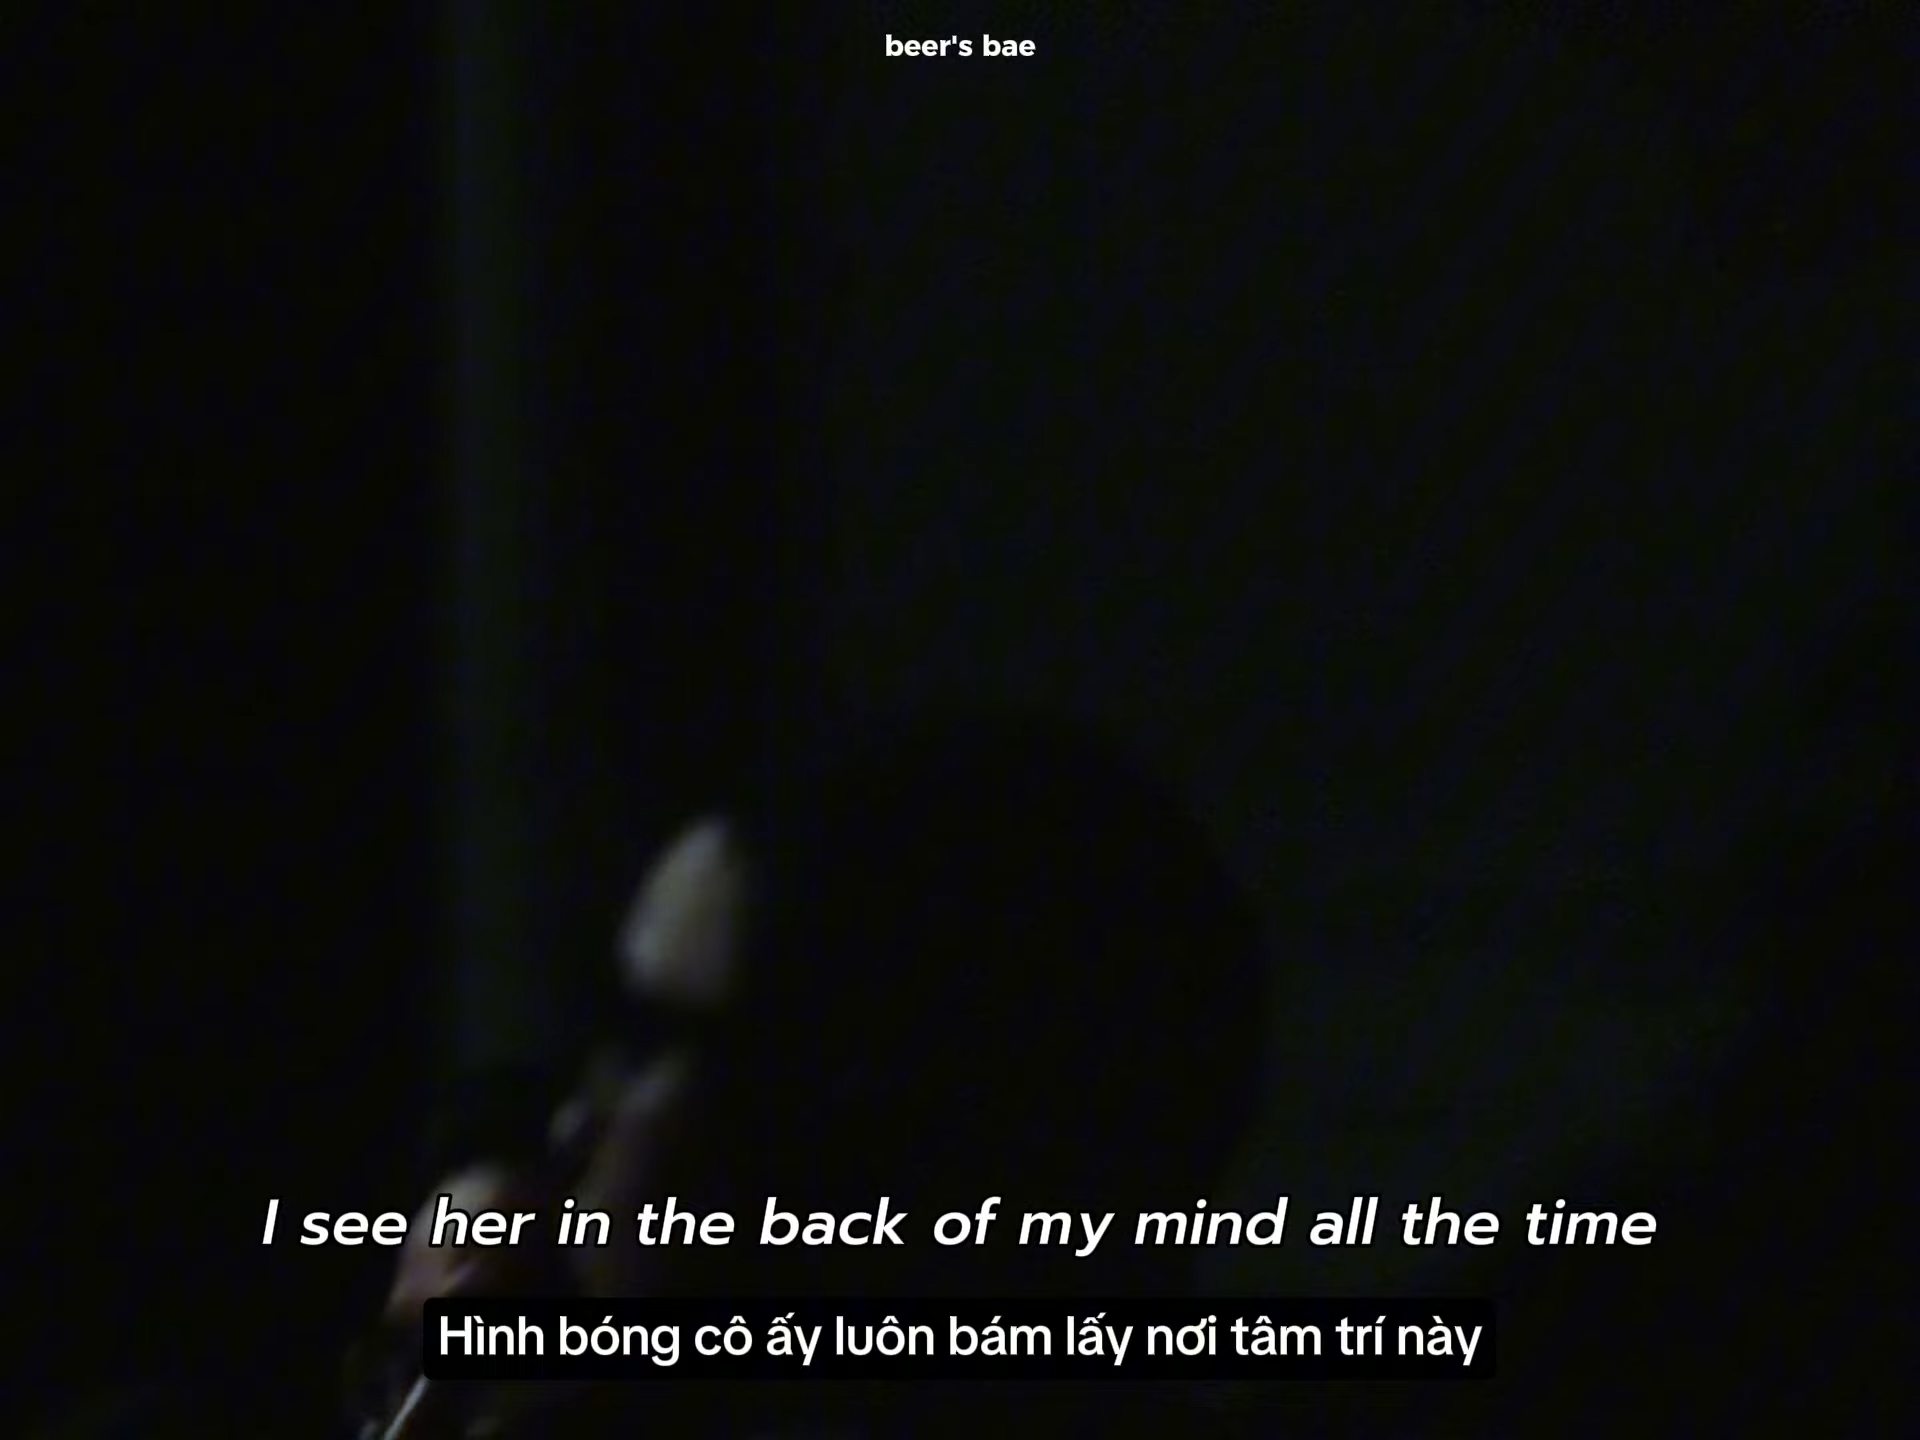 beer's bae
I see her in the back of my mind all the time
Hình bóng cô ấy luôn bám lấy nơi tâm trí này